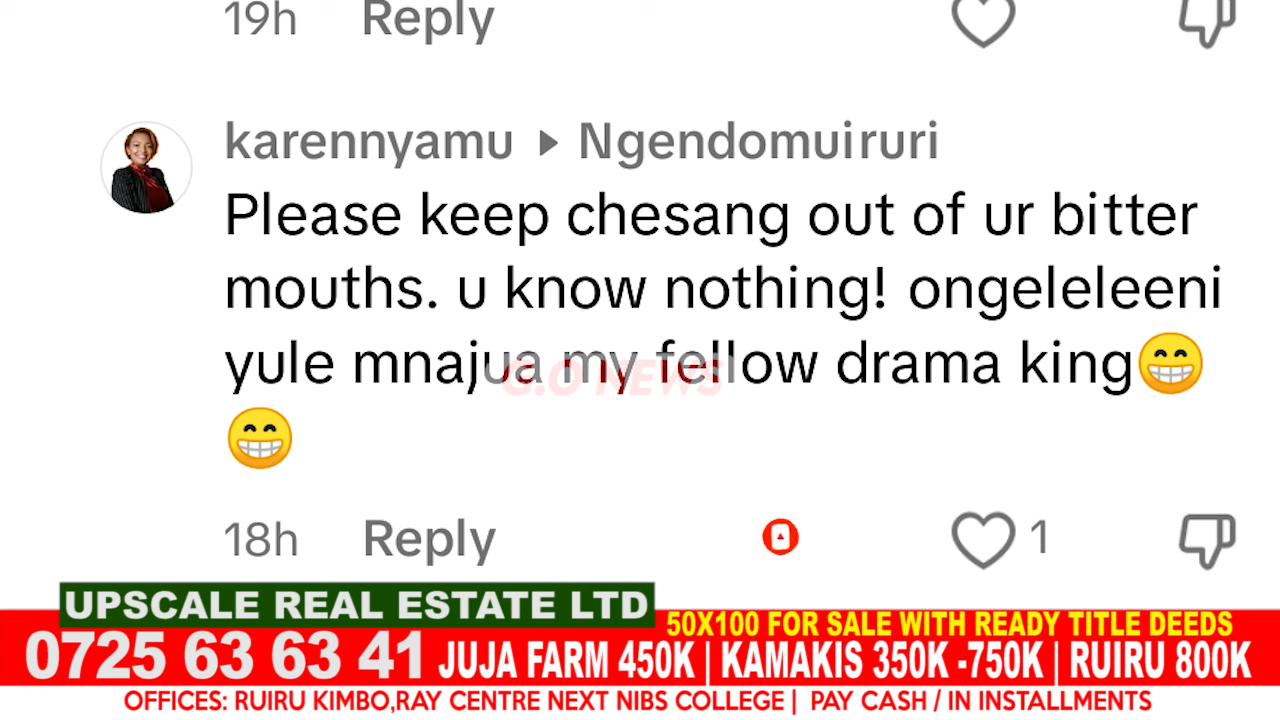 19h Reply
karennyamu ▸ Ngendomuiruri
Please keep chesang out of ur bitter
mouths. u know nothing! ongeleleeni
yule mnajua my fellow drama king😁
😁
G.O NEWS
18h Reply 1
UPSCALE REAL ESTATE LTD
50X100 FOR SALE WITH READY TITLE DEEDS
0725 63 63 41 JUJA FARM 450K | KAMAKIS 350K -750K | RUIRU 800K
OFFICES: RUIRU KIMBO,RAY CENTRE NEXT NIBS COLLEGE | PAY CASH / IN INSTALLMENTS